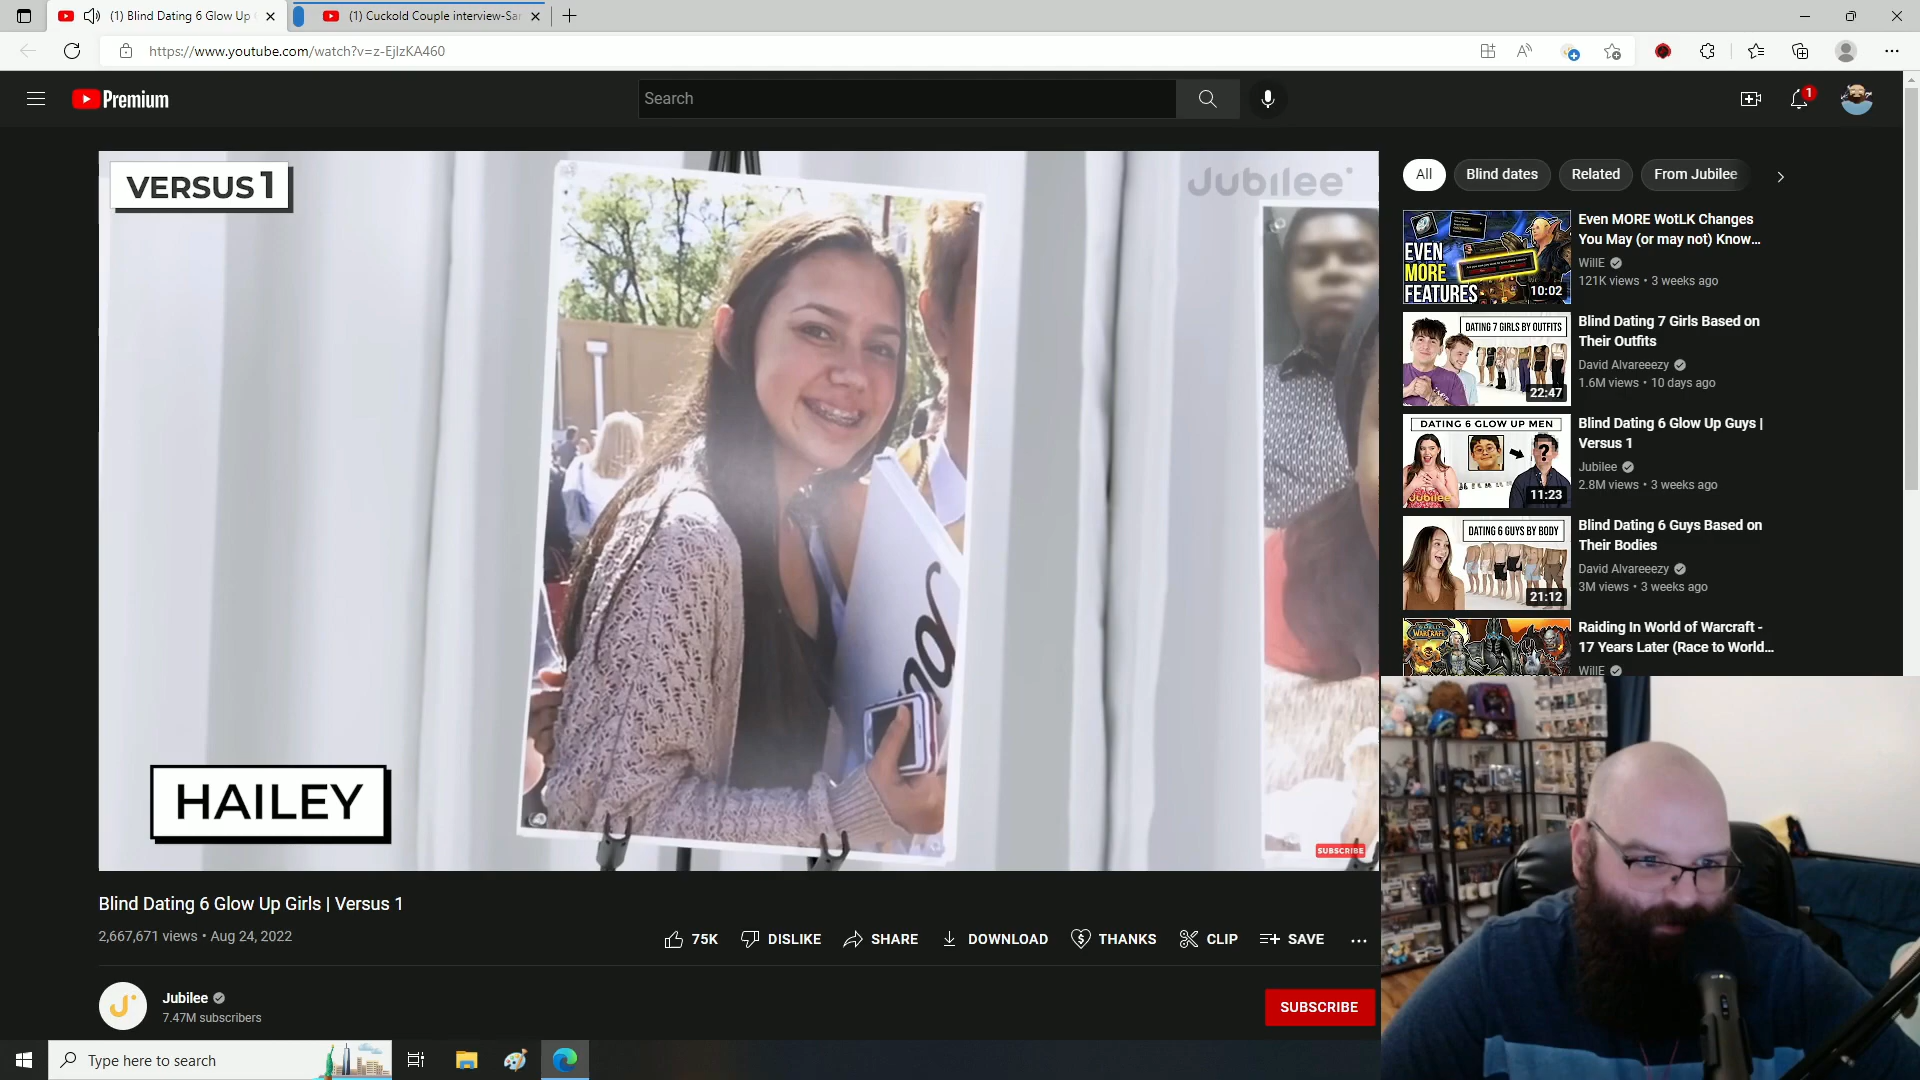 (1) Blind Dating 6 Glow Up
(1) Cuckold Couple interview-Sar
https://www.youtube.com/watch?v=z-EjIzKA460
Premium
Search
1
VERSUS 1
Jubilee
HAILEY
SUBSCRIBE
Blind Dating 6 Glow Up Girls | Versus 1
2,667,671 views • Aug 24, 2022
75K
DISLIKE
SHARE
DOWNLOAD
THANKS
CLIP
SAVE
Jubilee
7.47M subscribers
SUBSCRIBE
All
Blind dates
Related
From Jubilee
EVEN
MORE
FEATURES
10:02
Even MORE WotLK Changes
You May (or may not) Know...
WillE
121K views • 3 weeks ago
DATING 7 GIRLS BY OUTFITS
22:47
Blind Dating 7 Girls Based on
Their Outfits
David Alvareeezy
1.6M views • 10 days ago
DATING 6 GLOW UP MEN
?
Jubilee
11:23
Blind Dating 6 Glow Up Guys |
Versus 1
Jubilee
2.8M views • 3 weeks ago
DATING 6 GUYS BY BODY
21:12
Blind Dating 6 Guys Based on
Their Bodies
David Alvareeezy
3M views • 3 weeks ago
WARCRAFT
Raiding In World of Warcraft -
17 Years Later (Race to World...
WillE
Type here to search